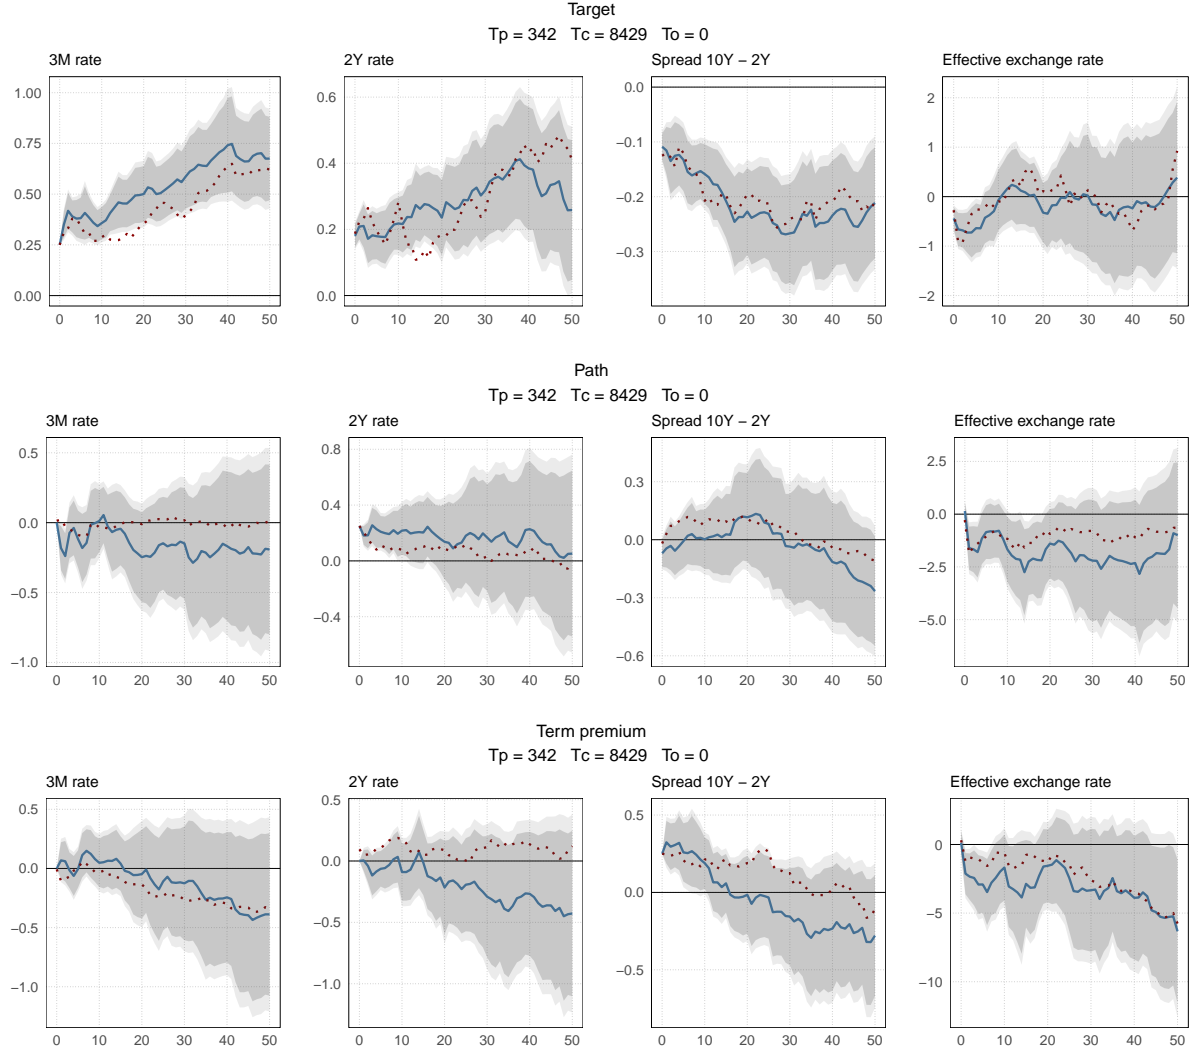 Target
Tp = 342 Tc = 8429 To = 0
3M rate
2Y rate
Spread 10Y − 2Y
Effective exchange rate
1.00
0.75
0.50
0.25
0.00
0 10 20 30 40 50
0.6
0.4
0.2
0.0
0 10 20 30 40 50
0.0
−0.1
−0.2
−0.3
0 10 20 30 40 50
2
1
0
−1
−2
0 10 20 30 40 50
Path
Tp = 342 Tc = 8429 To = 0
3M rate
2Y rate
Spread 10Y − 2Y
Effective exchange rate
0.5
0.0
−0.5
−1.0
0 10 20 30 40 50
0.8
0.4
0.0
−0.4
0 10 20 30 40 50
0.3
0.0
−0.3
−0.6
0 10 20 30 40 50
2.5
0.0
−2.5
−5.0
0 10 20 30 40 50
Term premium
Tp = 342 Tc = 8429 To = 0
3M rate
2Y rate
Spread 10Y − 2Y
Effective exchange rate
0.5
0.0
−0.5
−1.0
0 10 20 30 40 50
0.5
0.0
−0.5
−1.0
0 10 20 30 40 50
0.5
0.0
−0.5
0 10 20 30 40 50
0
−5
−10
0 10 20 30 40 50